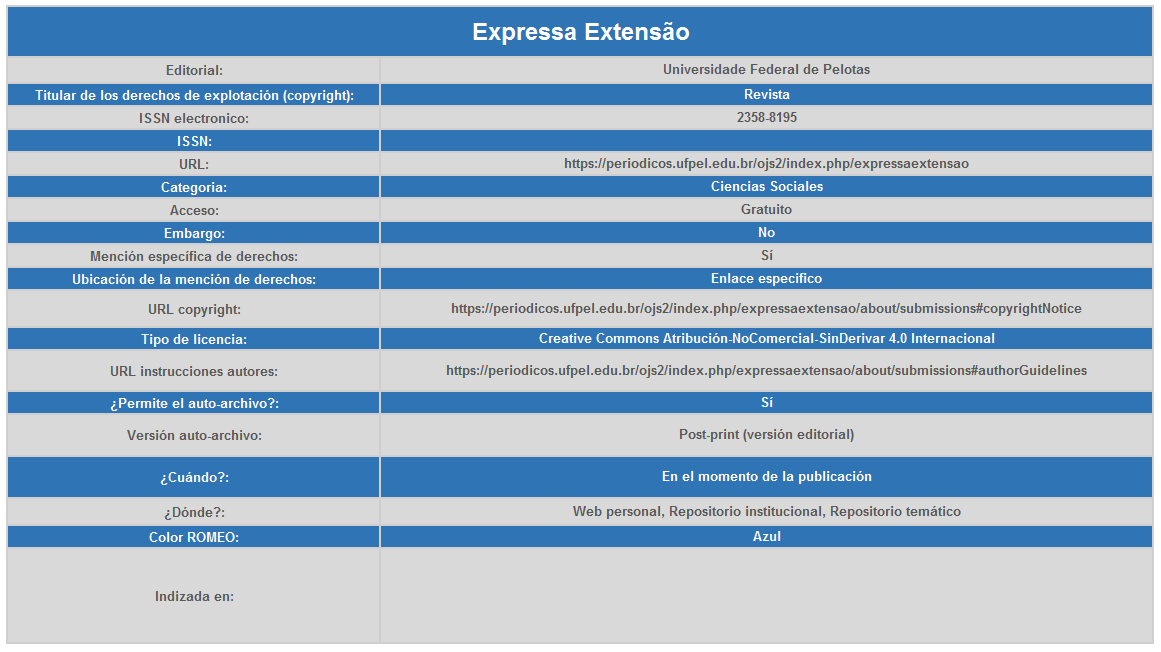 Expressa Extensão
Editorial: Universidade Federal de Pelotas
Titular de los derechos de explotación (copyright): Revista
ISSN electronico: 2358-8195
ISSN:
URL: https://periodicos.ufpel.edu.br/ojs2/index.php/expressaextensao
Categoria: Ciencias Sociales
Acceso: Gratuito
Embargo: No
Mención específica de derechos: Sí
Ubicación de la mención de derechos: Enlace especifico
URL copyright: https://periodicos.ufpel.edu.br/ojs2/index.php/expressaextensao/about/submissions#copyrightNotice
Tipo de licencia: Creative Commons Atribución-NoComercial-SinDerivar 4.0 Internacional
URL instrucciones autores: https://periodicos.ufpel.edu.br/ojs2/index.php/expressaextensao/about/submissions#authorGuidelines
¿Permite el auto-archivo?: Sí
Versión auto-archivo: Post-print (versión editorial)
¿Cuándo?: En el momento de la publicación
¿Dónde?: Web personal, Repositorio institucional, Repositorio temático
Color ROMEO: Azul
Indizada en: